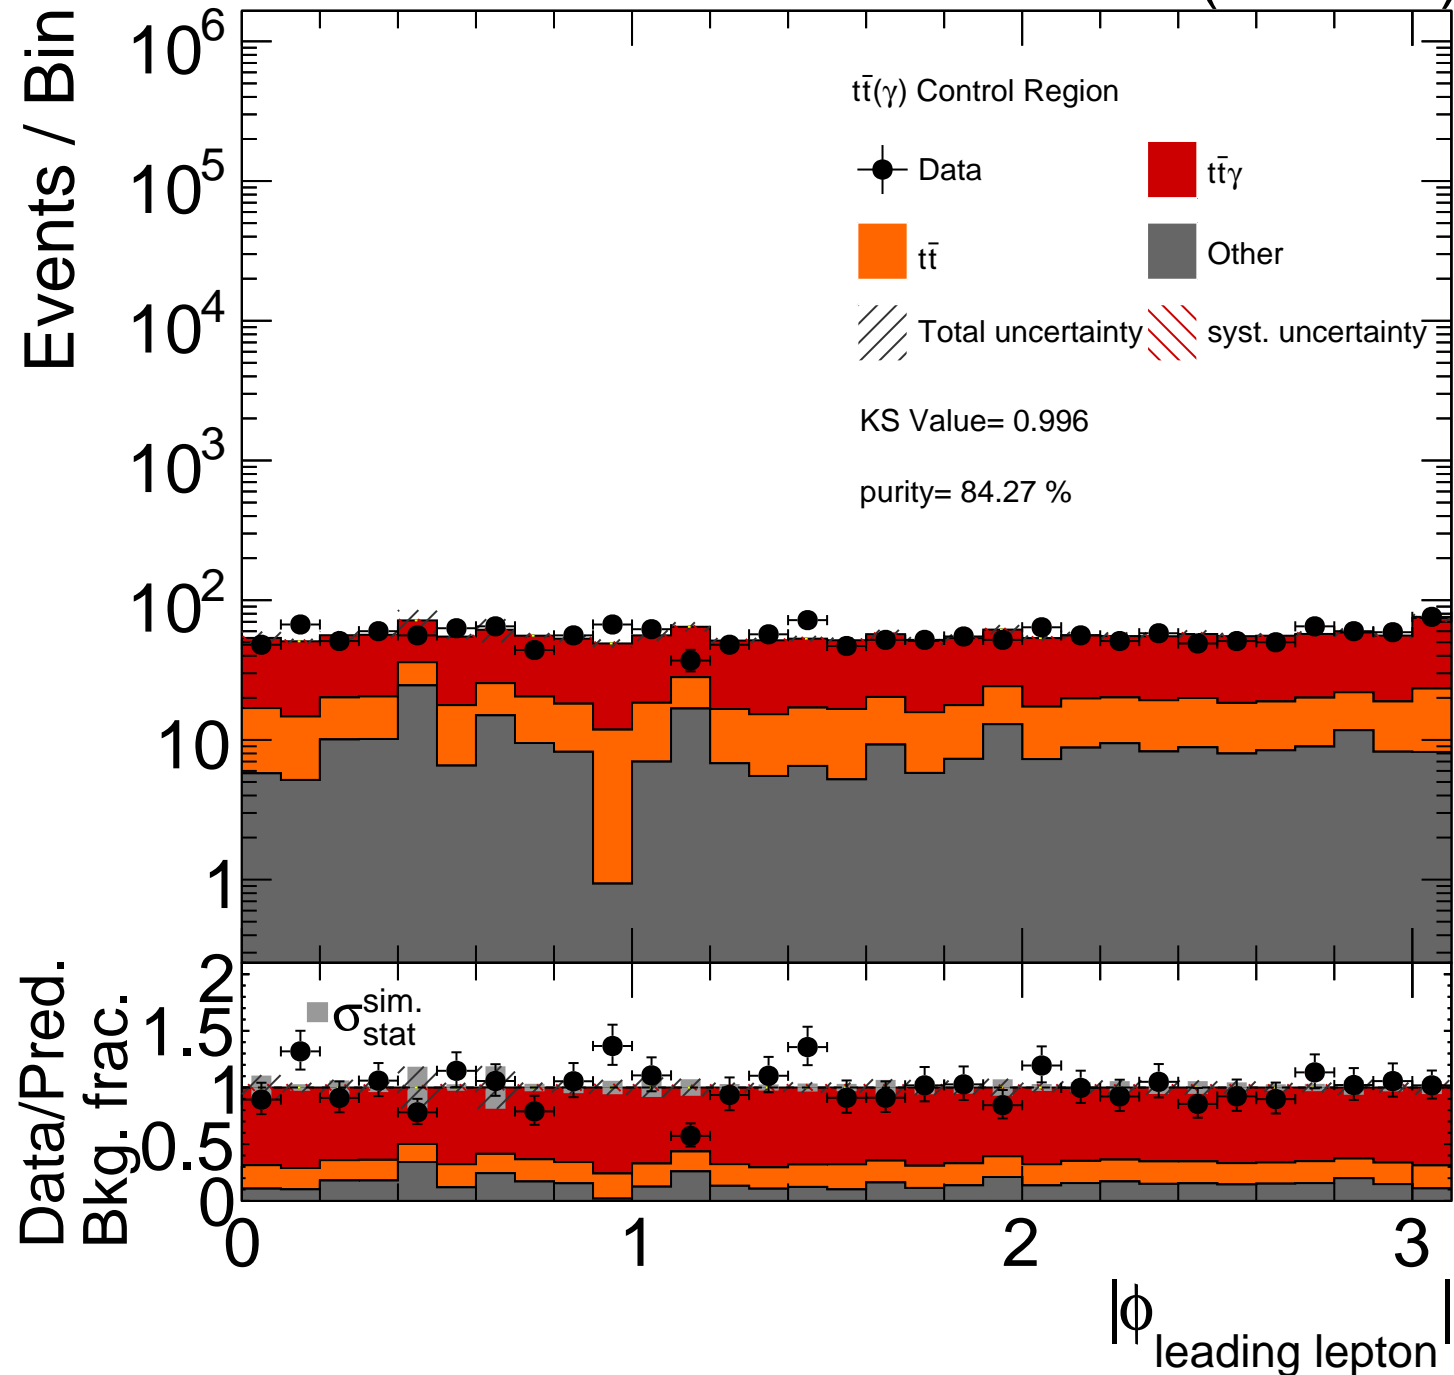 Events / Bin
10^6
10^5
10^4
10^3
10^2
10
1
tt̄(γ) Control Region
Data
tt̄γ
tt̄
Other
Total uncertainty
syst. uncertainty
KS Value= 0.996
purity= 84.27 %
Data/Pred.
Bkg. frac.
2
1.5
1
0.5
0
σ_stat^sim.
0 1 2 3
|ϕ_leading lepton|